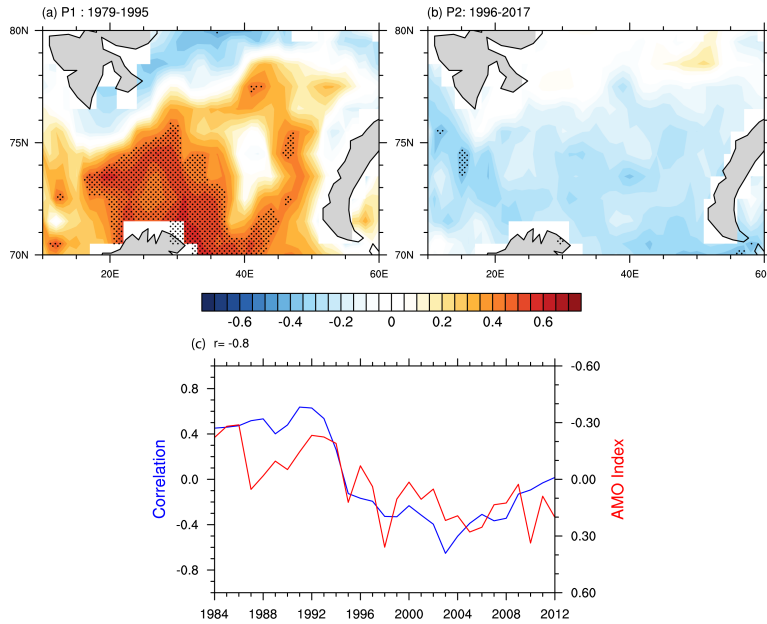 (a) P1 : 1979-1995
(b) P2: 1996-2017
80N
75N
70N
20E
40E
60E
80N
75N
70N
20E
40E
60
-0.6
-0.4
-0.2
0
0.2
0.4
0.6
(c) r= -0.8
0.8
0.4
0.0
-0.4
-0.8
Correlation
-0.60
-0.30
0.00
0.30
0.60
AMO Index
1984
1988
1992
1996
2000
2004
2008
2012